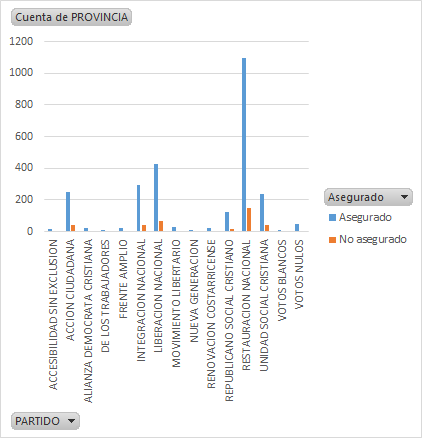 Cuenta de PROVINCIA
1200
1000
800
600
400
200
0
ACCESIBILIDAD SIN EXCLUSION
ACCION CIUDADANA
ALIANZA DEMOCRATA CRISTIANA
DE LOS TRABAJADORES
FRENTE AMPLIO
INTEGRACION NACIONAL
LIBERACION NACIONAL
MOVIMIENTO LIBERTARIO
NUEVA GENERACION
RENOVACION COSTARRICENSE
REPUBLICANO SOCIAL CRISTIANO
RESTAURACION NACIONAL
UNIDAD SOCIAL CRISTIANA
VOTOS BLANCOS
VOTOS NULOS
Asegurado
Asegurado
No asegurado
PARTIDO